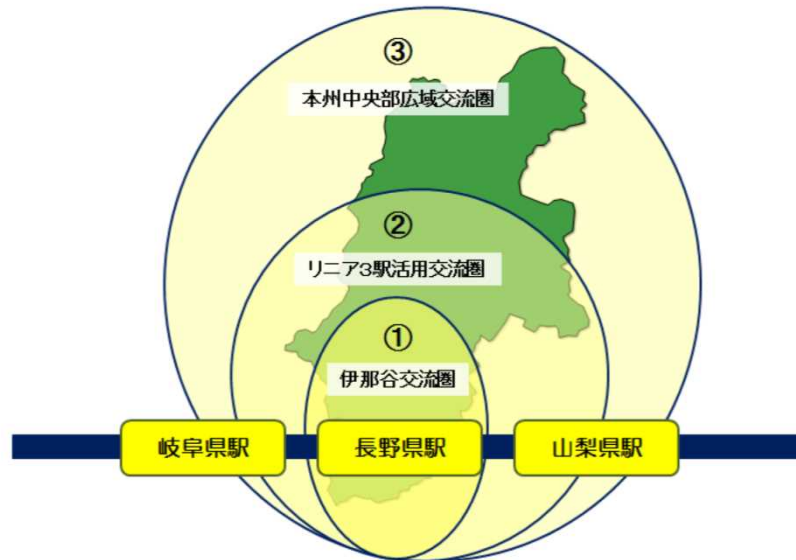 ③
本州中央部広域交流圏
②
リニア3駅活用交流圏
①
伊那谷交流圏
岐阜県駅
長野県駅
山梨県駅